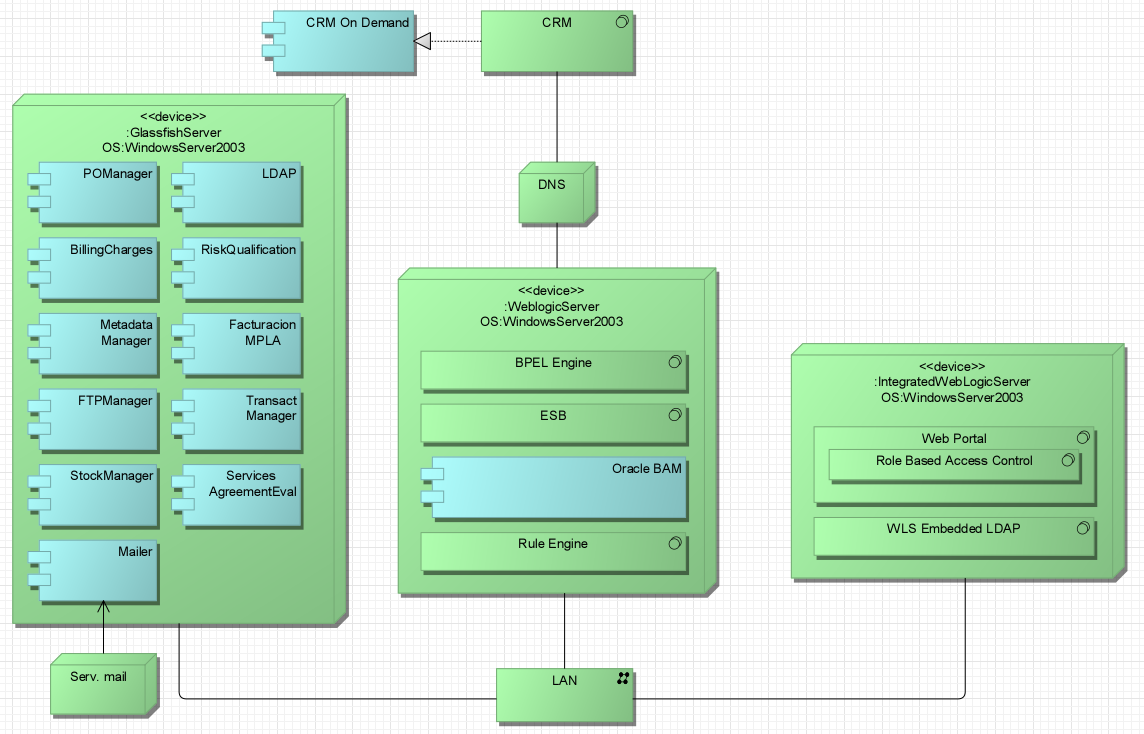 CRM On Demand
CRM
<<device>>
:GlassfishServer
OS:WindowsServer2003
POManager
LDAP
BillingCharges
RiskQualification
Metadata
Manager
Facturacion
MPLA
FTPManager
Transact
Manager
StockManager
Services
AgreementEval
Mailer
Serv. mail
DNS
<<device>>
:WeblogicServer
OS:WindowsServer2003
BPEL Engine
ESB
Oracle BAM
Rule Engine
<<device>>
:IntegratedWebLogicServer
OS:WindowsServer2003
Web Portal
Role Based Access Control
WLS Embedded LDAP
LAN